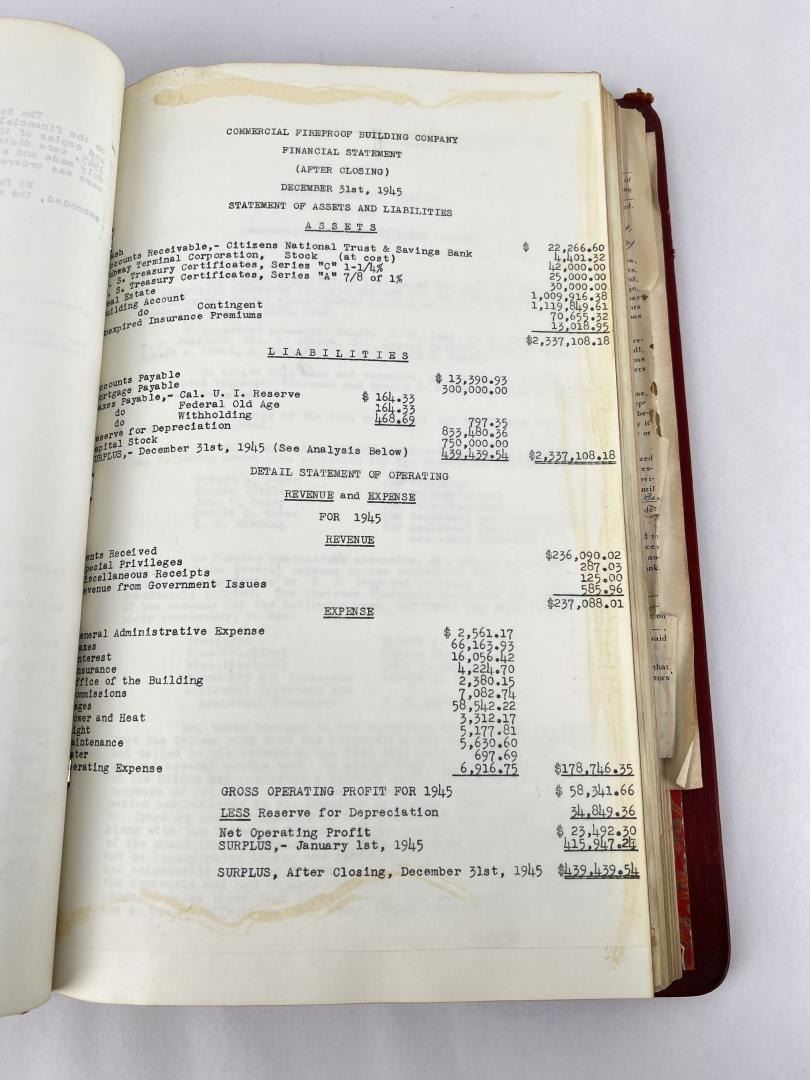 COMMERCIAL FIREPROOF BUILDING COMPANY
FINANCIAL STATEMENT
(AFTER CLOSING)
DECEMBER 31st, 1945
STATEMENT OF ASSETS AND LIABILITIES
ASSETS
ash $ 22,266.60
ccounts Receivable,- Citizens National Trust & Savings Bank 4,401.32
ubway Terminal Corporation, Stock (at cost) 42,000.00
. S. Treasury Certificates, Series "C" 1-1/4% 25,000.00
. S. Treasury Certificates, Series "A" 7/8 of 1% 30,000.00
eal Estate 1,009,916.38
uilding Account 1,119,849.61
do Contingent 70,655.32
nexpired Insurance Premiums 13,018.95
$2,337,108.18
LIABILITIES
ccounts Payable $ 13,390.93
ortgage Payable 300,000.00
axes Payable,- Cal. U. I. Reserve $ 164.33
do Federal Old Age 164.33
do Withholding 468.69 797.35
eserve for Depreciation 833,480.36
apital Stock 750,000.00
URPLUS,- December 31st, 1945 (See Analysis Below) 439,439.54 $2,337,108.18
DETAIL STATEMENT OF OPERATING
REVENUE and EXPENSE
FOR 1945
REVENUE
ents Received $236,090.02
pecial Privileges 287.03
iscellaneous Receipts 125.00
evenue from Government Issues 585.96
$237,088.01
EXPENSE
eneral Administrative Expense $ 2,561.17
axes 66,163.93
nterest 16,056.42
nsurance 4,224.70
ffice of the Building 2,380.15
ommissions 7,082.74
ages 58,542.22
ower and Heat 3,312.17
ight 5,177.81
aintenance 5,630.60
ater 697.69
erating Expense 6,916.75 $178,746.35
GROSS OPERATING PROFIT FOR 1945 $ 58,341.66
LESS Reserve for Depreciation 34,849.36
Net Operating Profit $ 23,492.30
SURPLUS,- January 1st, 1945 415,947.24
SURPLUS, After Closing, December 31st, 1945 $439,439.54